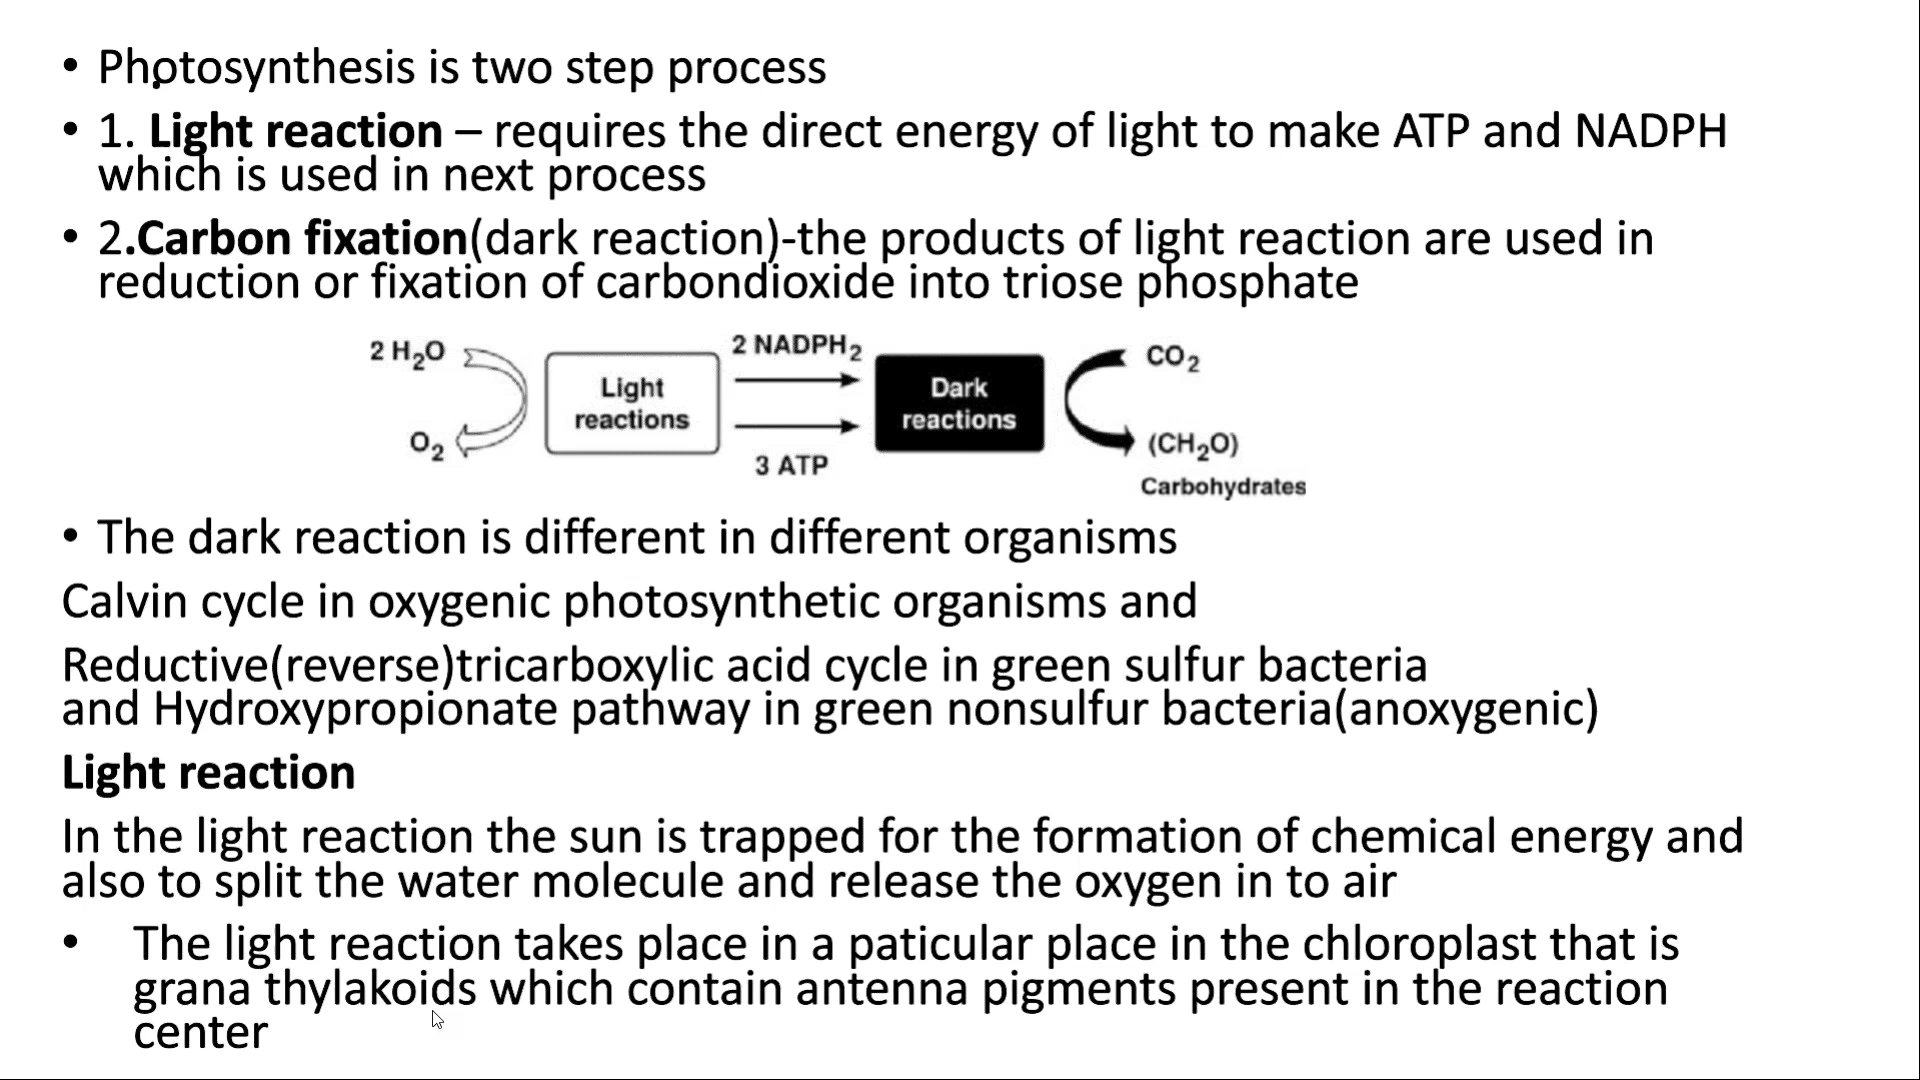 • Photosynthesis is two step process
• 1. Light reaction – requires the direct energy of light to make ATP and NADPH
which is used in next process
• 2.Carbon fixation(dark reaction)-the products of light reaction are used in
reduction or fixation of carbondioxide into triose phosphate
2 H₂O
O₂
Light
reactions
2 NADPH₂
3 ATP
Dark
reactions
CO₂
(CH₂O)
Carbohydrates
• The dark reaction is different in different organisms
Calvin cycle in oxygenic photosynthetic organisms and
Reductive(reverse)tricarboxylic acid cycle in green sulfur bacteria
and Hydroxypropionate pathway in green nonsulfur bacteria(anoxygenic)
Light reaction
In the light reaction the sun is trapped for the formation of chemical energy and
also to split the water molecule and release the oxygen in to air
• The light reaction takes place in a paticular place in the chloroplast that is
grana thylakoids which contain antenna pigments present in the reaction
center